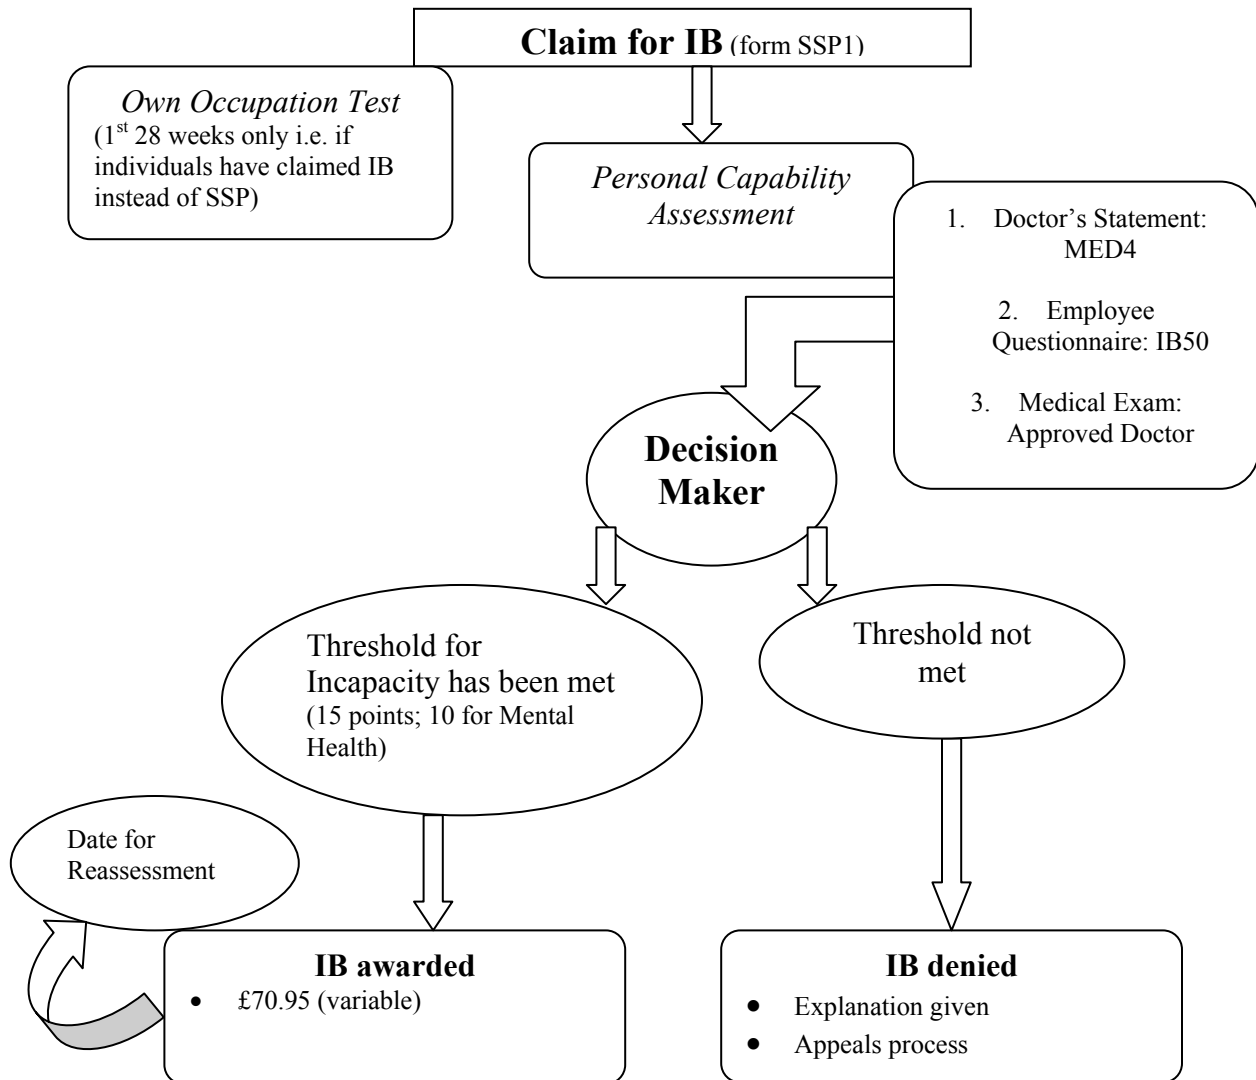 Claim for IB (form SSP1)
Own Occupation Test
(1st 28 weeks only i.e. if
individuals have claimed IB
instead of SSP)
Personal Capability
Assessment
1. Doctor’s Statement:
MED4
2. Employee
Questionnaire: IB50
3. Medical Exam:
Approved Doctor
Decision
Maker
Threshold for
Incapacity has been met
(15 points; 10 for Mental
Health)
Threshold not
met
Date for
Reassessment
IB awarded
• £70.95 (variable)
IB denied
• Explanation given
• Appeals process